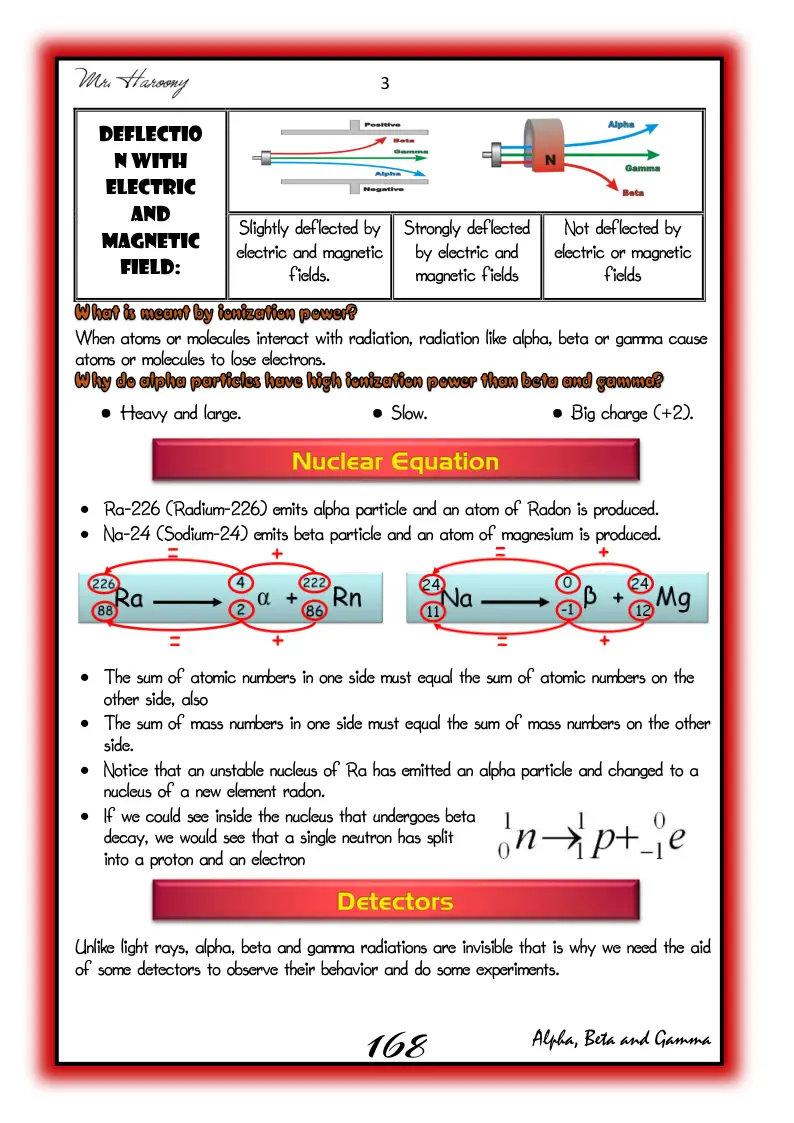 Mr. Haroony
3
DEFLECTIO
N WITH
ELECTRIC
AND
MAGNETIC
FIELD:
Positive
Beta
Gamma
Alpha
Negative
N
Alpha
Gamma
Beta
Slightly deflected by
electric and magnetic
fields.
Strongly deflected
by electric and
magnetic fields
Not deflected by
electric or magnetic
fields
What is meant by ionization power?
When atoms or molecules interact with radiation, radiation like alpha, beta or gamma cause
atoms or molecules to lose electrons.
Why do alpha particles have high ionization power than beta and gamma?
• Heavy and large.
• Slow.
• Big charge (+2).
Nuclear Equation
• Ra-226 (Radium-226) emits alpha particle and an atom of Radon is produced.
• Na-24 (Sodium-24) emits beta particle and an atom of magnesium is produced.
= +
226 4 222
Ra → α + Rn
88 2 86
= +
= +
24 0 24
Na → β + Mg
11 -1 12
= +
• The sum of atomic numbers in one side must equal the sum of atomic numbers on the
other side, also
• The sum of mass numbers in one side must equal the sum of mass numbers on the other
side.
• Notice that an unstable nucleus of Ra has emitted an alpha particle and changed to a
nucleus of a new element radon.
• If we could see inside the nucleus that undergoes beta
decay, we would see that a single neutron has split
into a proton and an electron
¹₀n→¹₁p+⁰₋₁e
Detectors
Unlike light rays, alpha, beta and gamma radiations are invisible that is why we need the aid
of some detectors to observe their behavior and do some experiments.
168
Alpha, Beta and Gamma